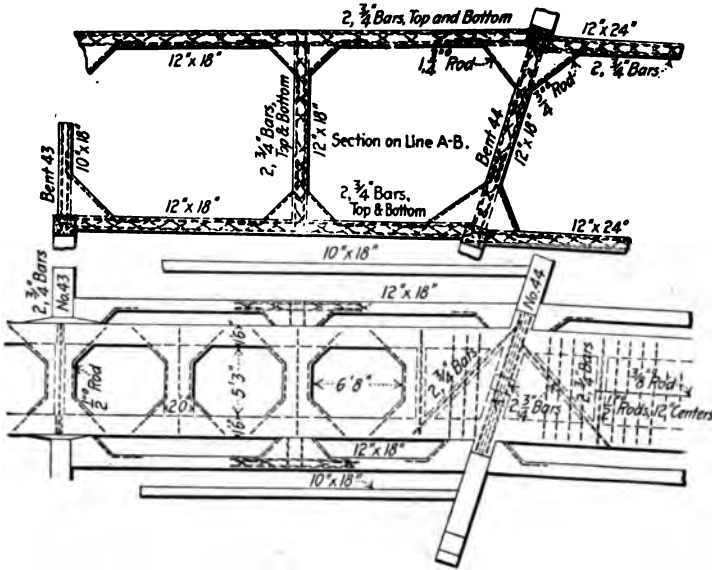 2, 3/4" Bars, Top and Bottom
12"x 24"
12"x 18"
1 1/4"" Rod
3/4"" Rod
2, 3/4" Bars
2, 3/4" Bars,
Top & Bottom
12"x 18"
Bent 44
12"x 18"
Section on Line A-B.
Bent 43
10"x 18"
12"x 18"
2, 3/4" Bars,
Top & Bottom
12"x 24"
10"x 18"
2, 3/4" Bars
No.43
12"x 18"
No.44
16"
2, 3/4" Bars
2, 3/4" Bars
3/8" Rod
1/2" Rod
5'3"
6'8"
20"
2 3/4" Bars
1/2" Rods, 12" Centers
16"
12"x 18"
10"x 18"